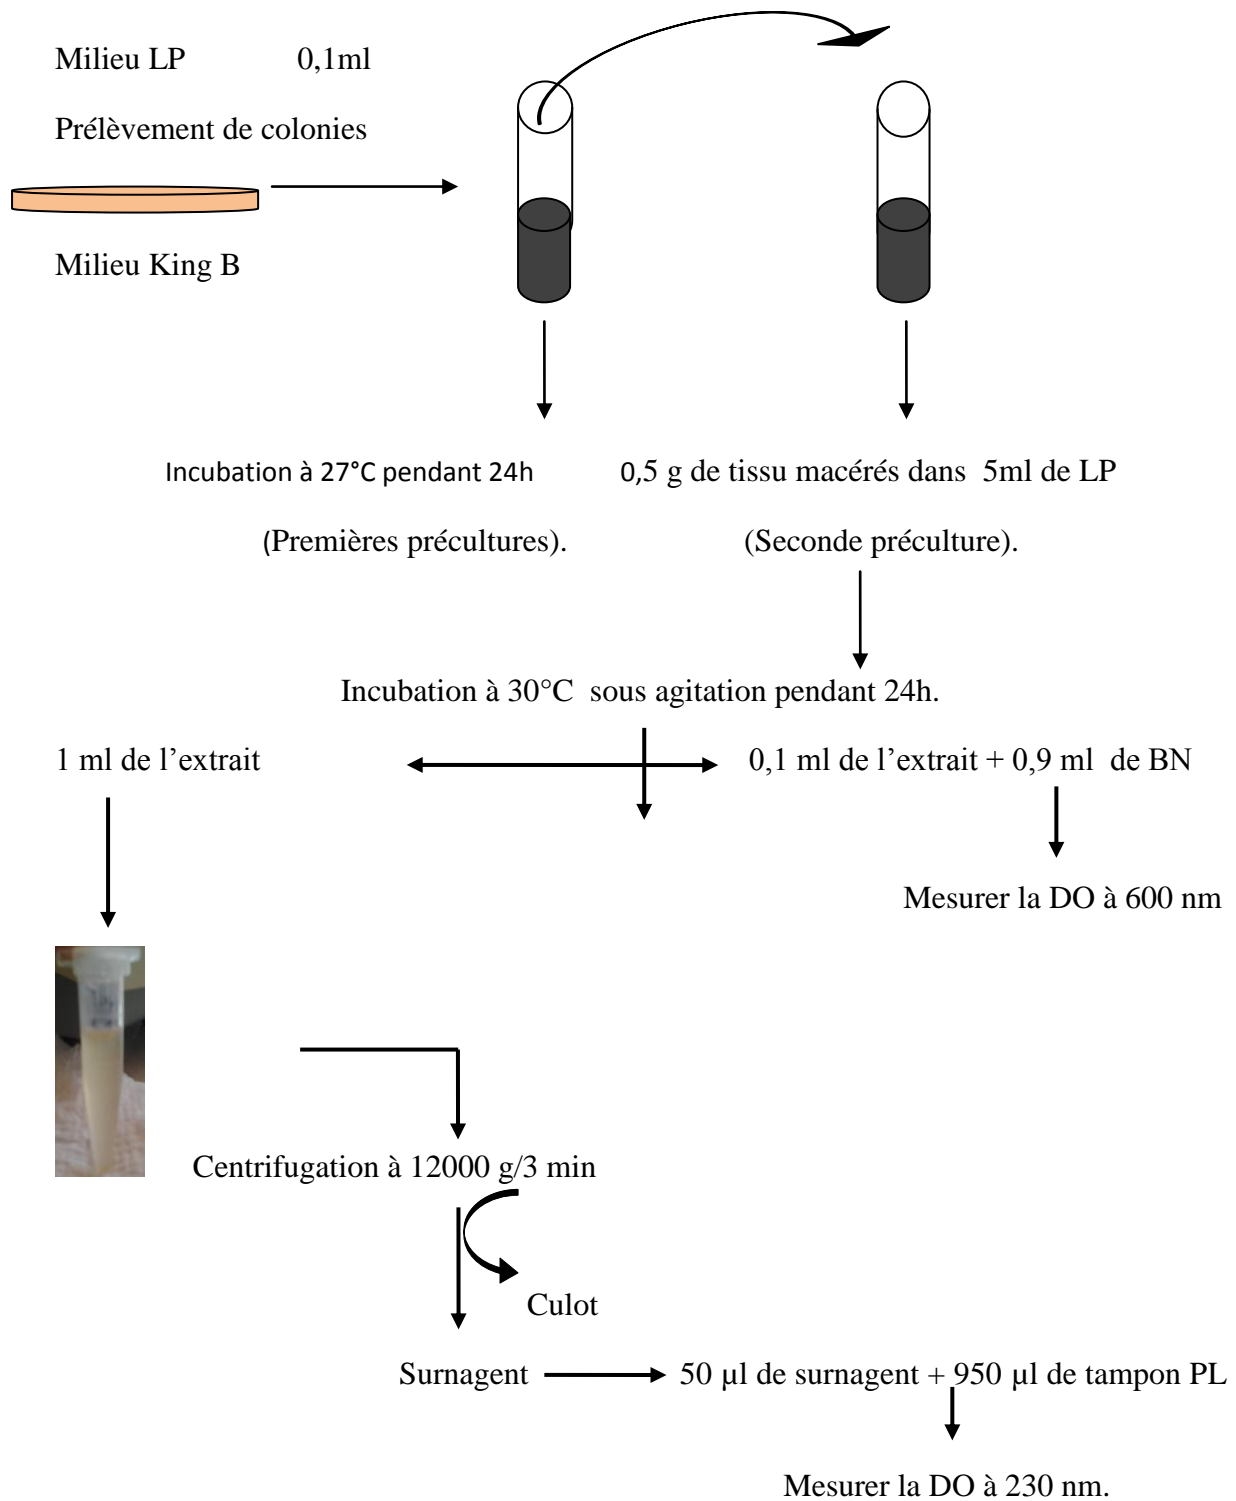 Milieu LP 0,1ml
Prélèvement de colonies
Milieu King B
Incubation à 27°C pendant 24h 0,5 g de tissu macérés dans 5ml de LP
(Premières précultures). (Seconde préculture).
Incubation à 30°C sous agitation pendant 24h.
1 ml de l’extrait 0,1 ml de l’extrait + 0,9 ml de BN
Mesurer la DO à 600 nm
Centrifugation à 12000 g/3 min
Culot
Surnagent 50 µl de surnagent + 950 µl de tampon PL
Mesurer la DO à 230 nm.